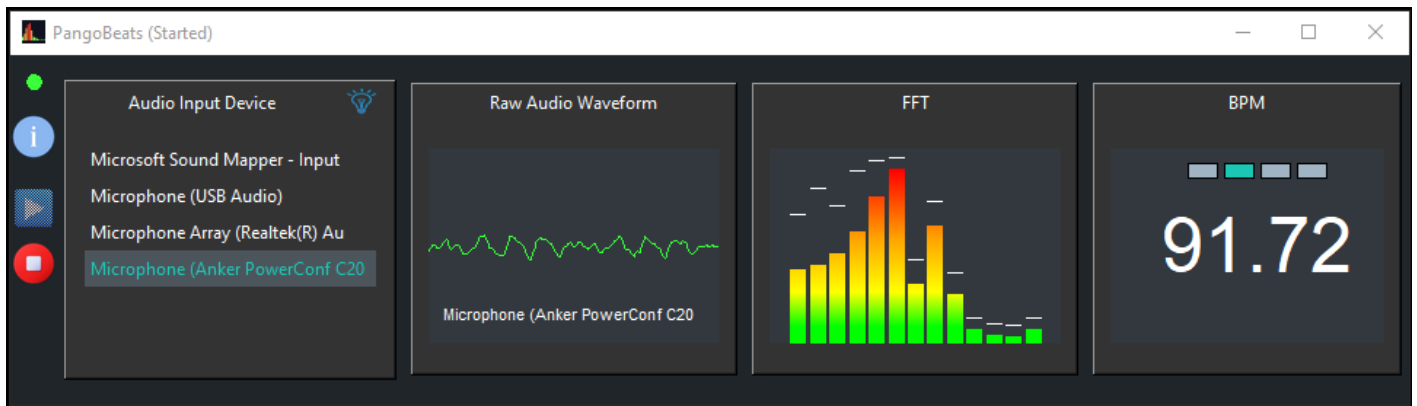 PangoBeats (Started)
Audio Input Device
Microsoft Sound Mapper - Input
Microphone (USB Audio)
Microphone Array (Realtek(R) Au
Microphone (Anker PowerConf C20
Raw Audio Waveform
Microphone (Anker PowerConf C20
FFT
BPM
91.72
i